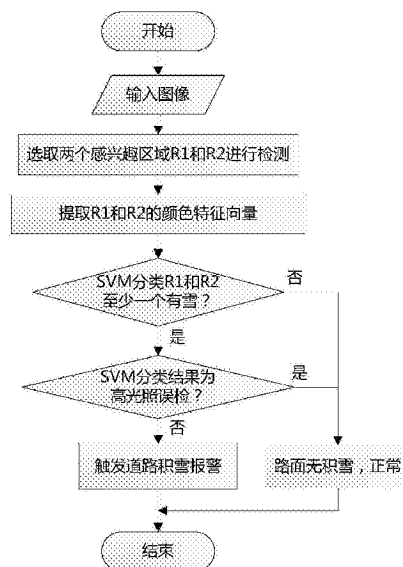 开始
输入图像
选取两个感兴趣区域R1和R2进行检测
提取R1和R2的颜色特征向量
SVM分类R1和R2
至少一个有雪？
否
是
SVM分类结果为
高光照误检？
是
否
触发道路积雪报警
路面无积雪，正常
结束